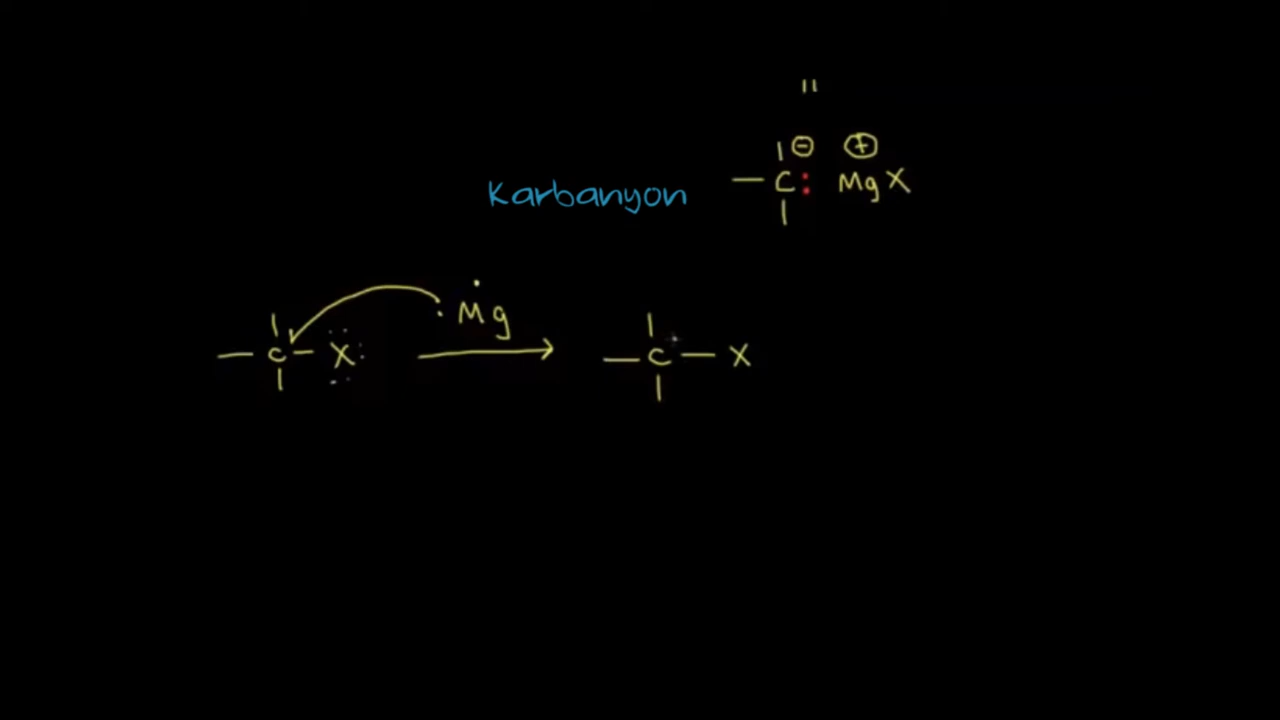 "
⊖ ⊕
Karbanyon — C : Mg X
: Mg
— C — X → — C — X